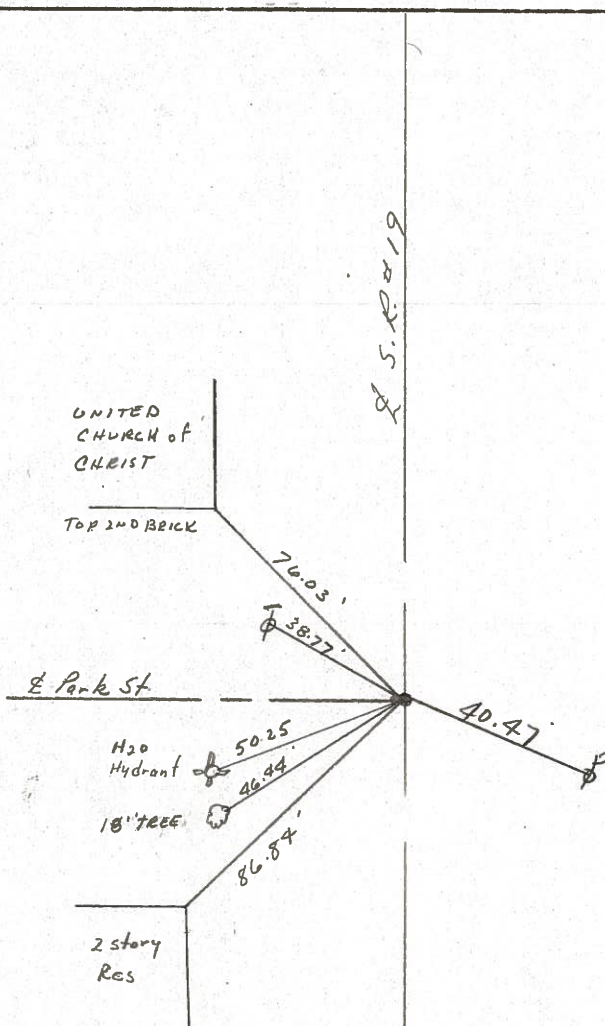 ℄ S.R. # 19
UNITED
CHURCH of
CHRIST
TOP 2ND BRICK
76.03'
38.77'
℄ Park St.
40.47'
H20
Hydrant
50.25
46.44'
18" TREE
86.84'
2 story
Res